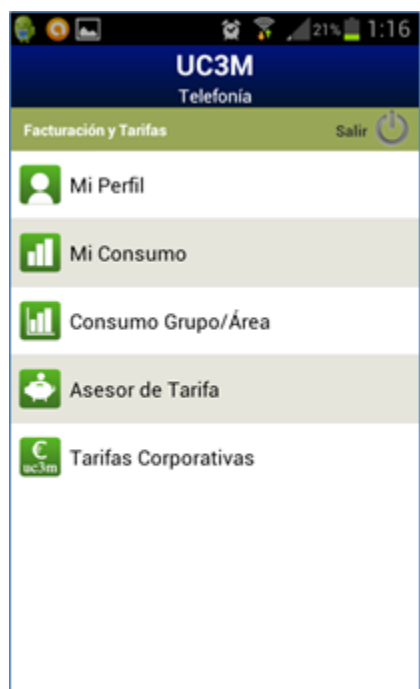 21% 1:16
UC3M
Telefonía
Facturación y Tarifas Salir
Mi Perfil
Mi Consumo
Consumo Grupo/Área
Asesor de Tarifa
€
uc3m
Tarifas Corporativas